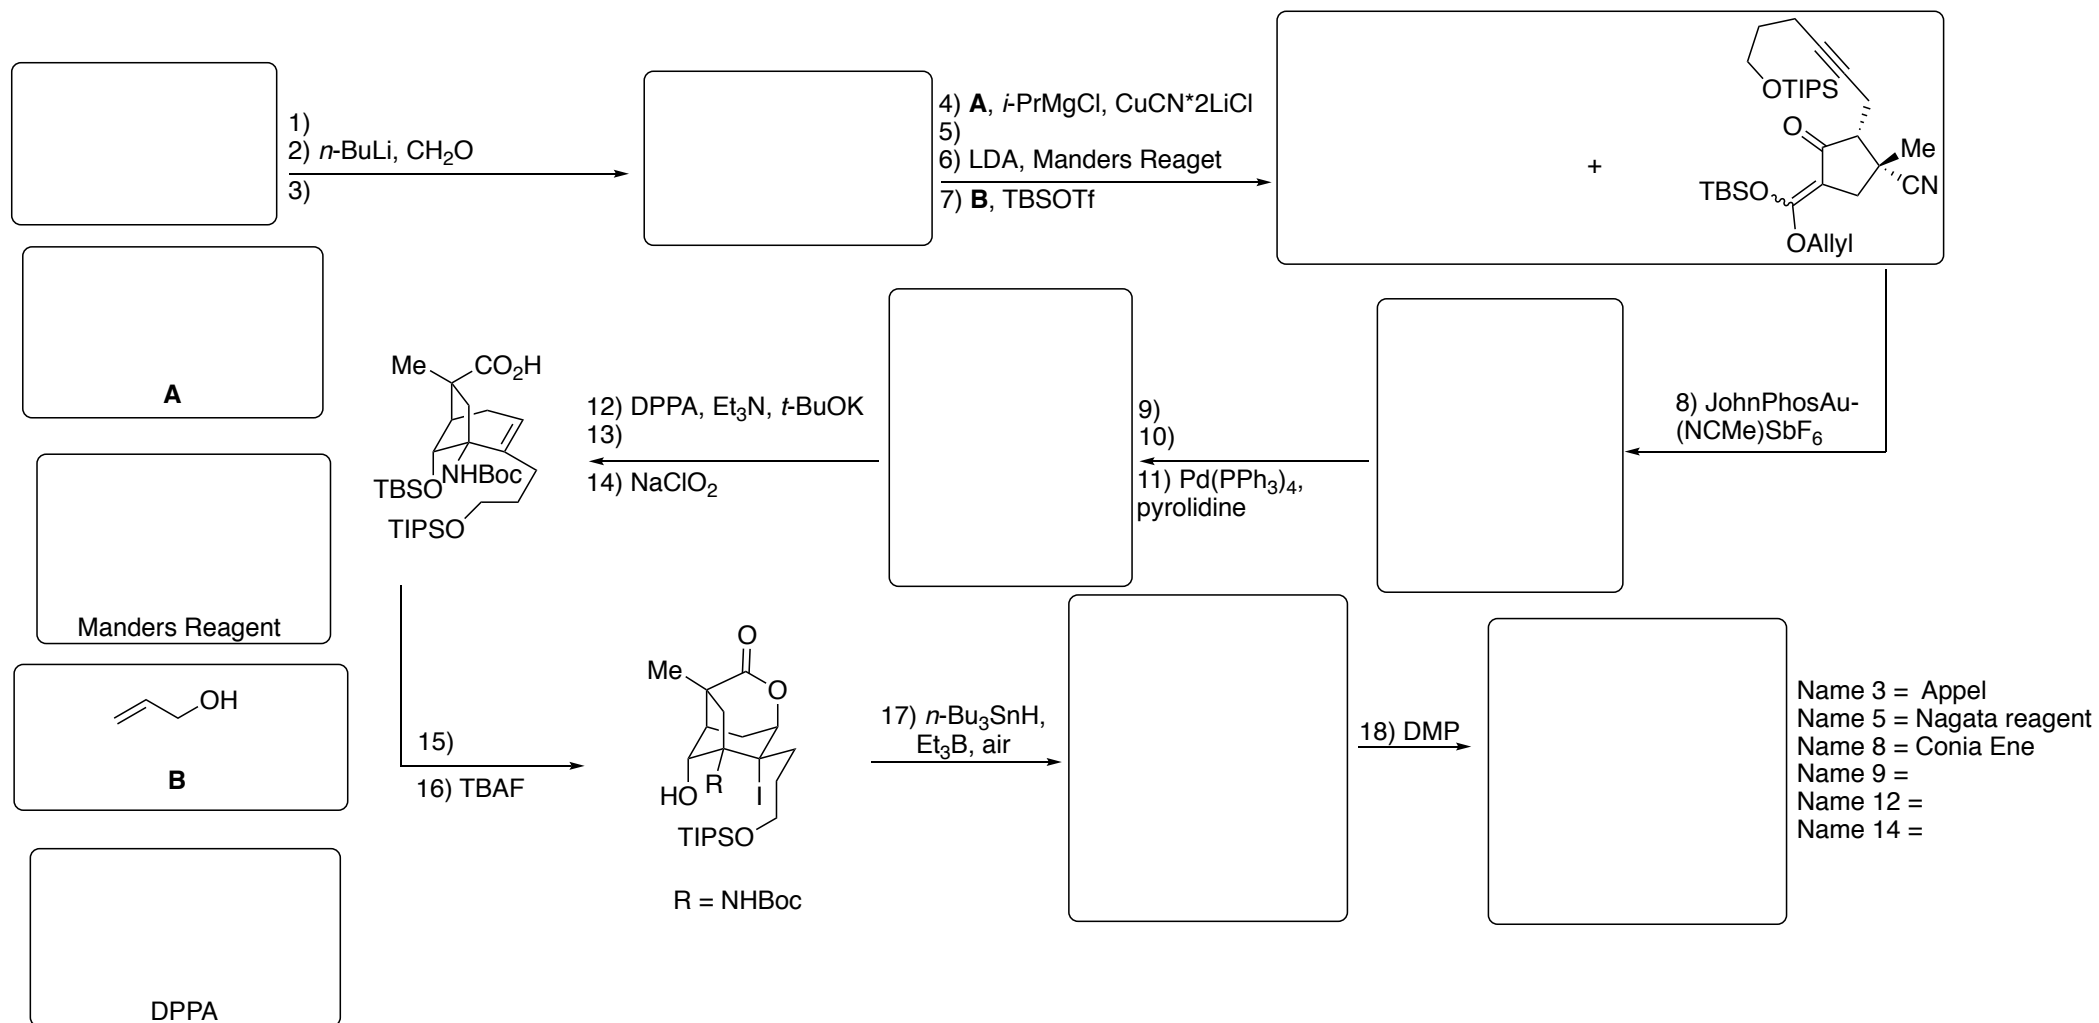 1)
2) n-BuLi, CH2O
3)
4) A, i-PrMgCl, CuCN*2LiCl
5)
6) LDA, Manders Reaget
7) B, TBSOTf
+
OTIPS
O
Me
CN
TBSO
OAllyl
A
Manders Reagent
OH
B
DPPA
8) JohnPhosAu-
(NCMe)SbF6
9)
10)
11) Pd(PPh3)4,
pyrolidine
12) DPPA, Et3N, t-BuOK
13)
14) NaClO2
Me
CO2H
NHBoc
TBSO
TIPSO
15)
16) TBAF
O
Me
O
HO
R
I
TIPSO
R = NHBoc
17) n-Bu3SnH,
Et3B, air
18) DMP
Name 3 = Appel
Name 5 = Nagata reagent
Name 8 = Conia Ene
Name 9 =
Name 12 =
Name 14 =